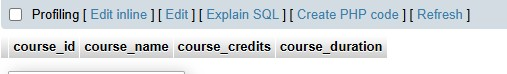 Profiling [ Edit inline ] [ Edit ] [ Explain SQL ] [ Create PHP code ] [ Refresh ]
course_id course_name course_credits course_duration